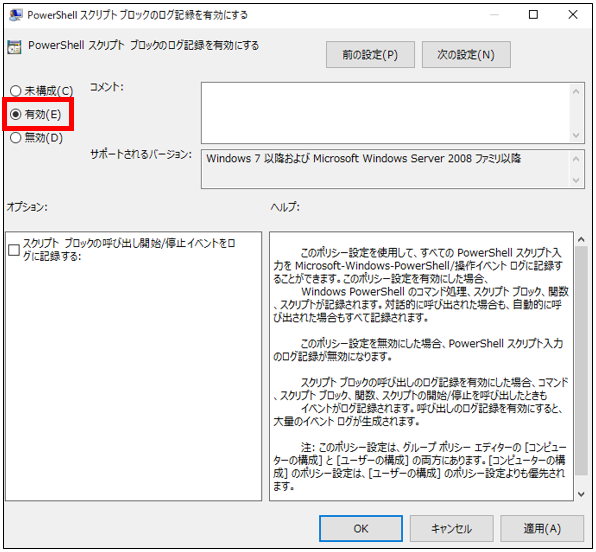 PowerShell スクリプト ブロックのログ記録を有効にする
PowerShell スクリプト ブロックのログ記録を有効にする
前の設定(P)
次の設定(N)
未構成(C)
コメント:
有効(E)
無効(D)
サポートされるバージョン:
Windows 7 以降および Microsoft Windows Server 2008 ファミリ以降
オプション:
ヘルプ:
スクリプト ブロックの呼び出し開始/停止イベントをロ
グに記録する:
このポリシー設定を使用して、すべての PowerShell スクリプト入
力を Microsoft-Windows-PowerShell/操作イベント ログに記録す
ることができます。このポリシー設定を有効にした場合、
Windows PowerShell のコマンド処理、スクリプト ブロック、関数
、スクリプトが記録されます。対話的に呼び出された場合も、自動的に呼
び出された場合もすべて記録されます。
このポリシー設定を無効にした場合、PowerShell スクリプト入力
のログ記録が無効になります。
スクリプト ブロックの呼び出しのログ記録を有効にした場合、コマンド
、スクリプト ブロック、関数、スクリプトの開始/停止を呼び出したときも
イベントがログ記録されます。呼び出しのログ記録を有効にすると、
大量のイベント ログが生成されます。
注: このポリシー設定は、グループ ポリシー エディターの [コンピュー
ターの構成] と [ユーザーの構成] の両方にあります。[コンピューターの構
成] のポリシー設定は、[ユーザーの構成] のポリシー設定よりも優先され
ます。
OK
キャンセル
適用(A)